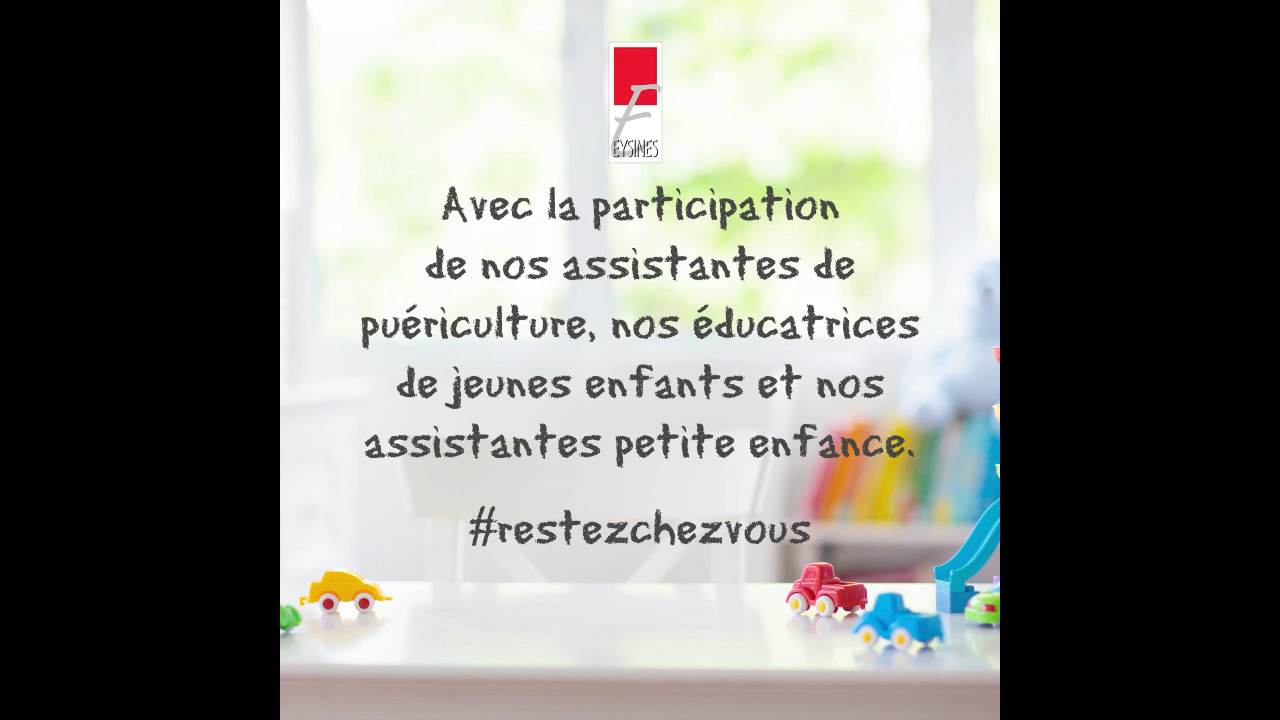 EYSINES
Avec la participation
de nos assistantes de
puériculture, nos éducatrices
de jeunes enfants et nos
assistantes petite enfance.
#restezchezvous